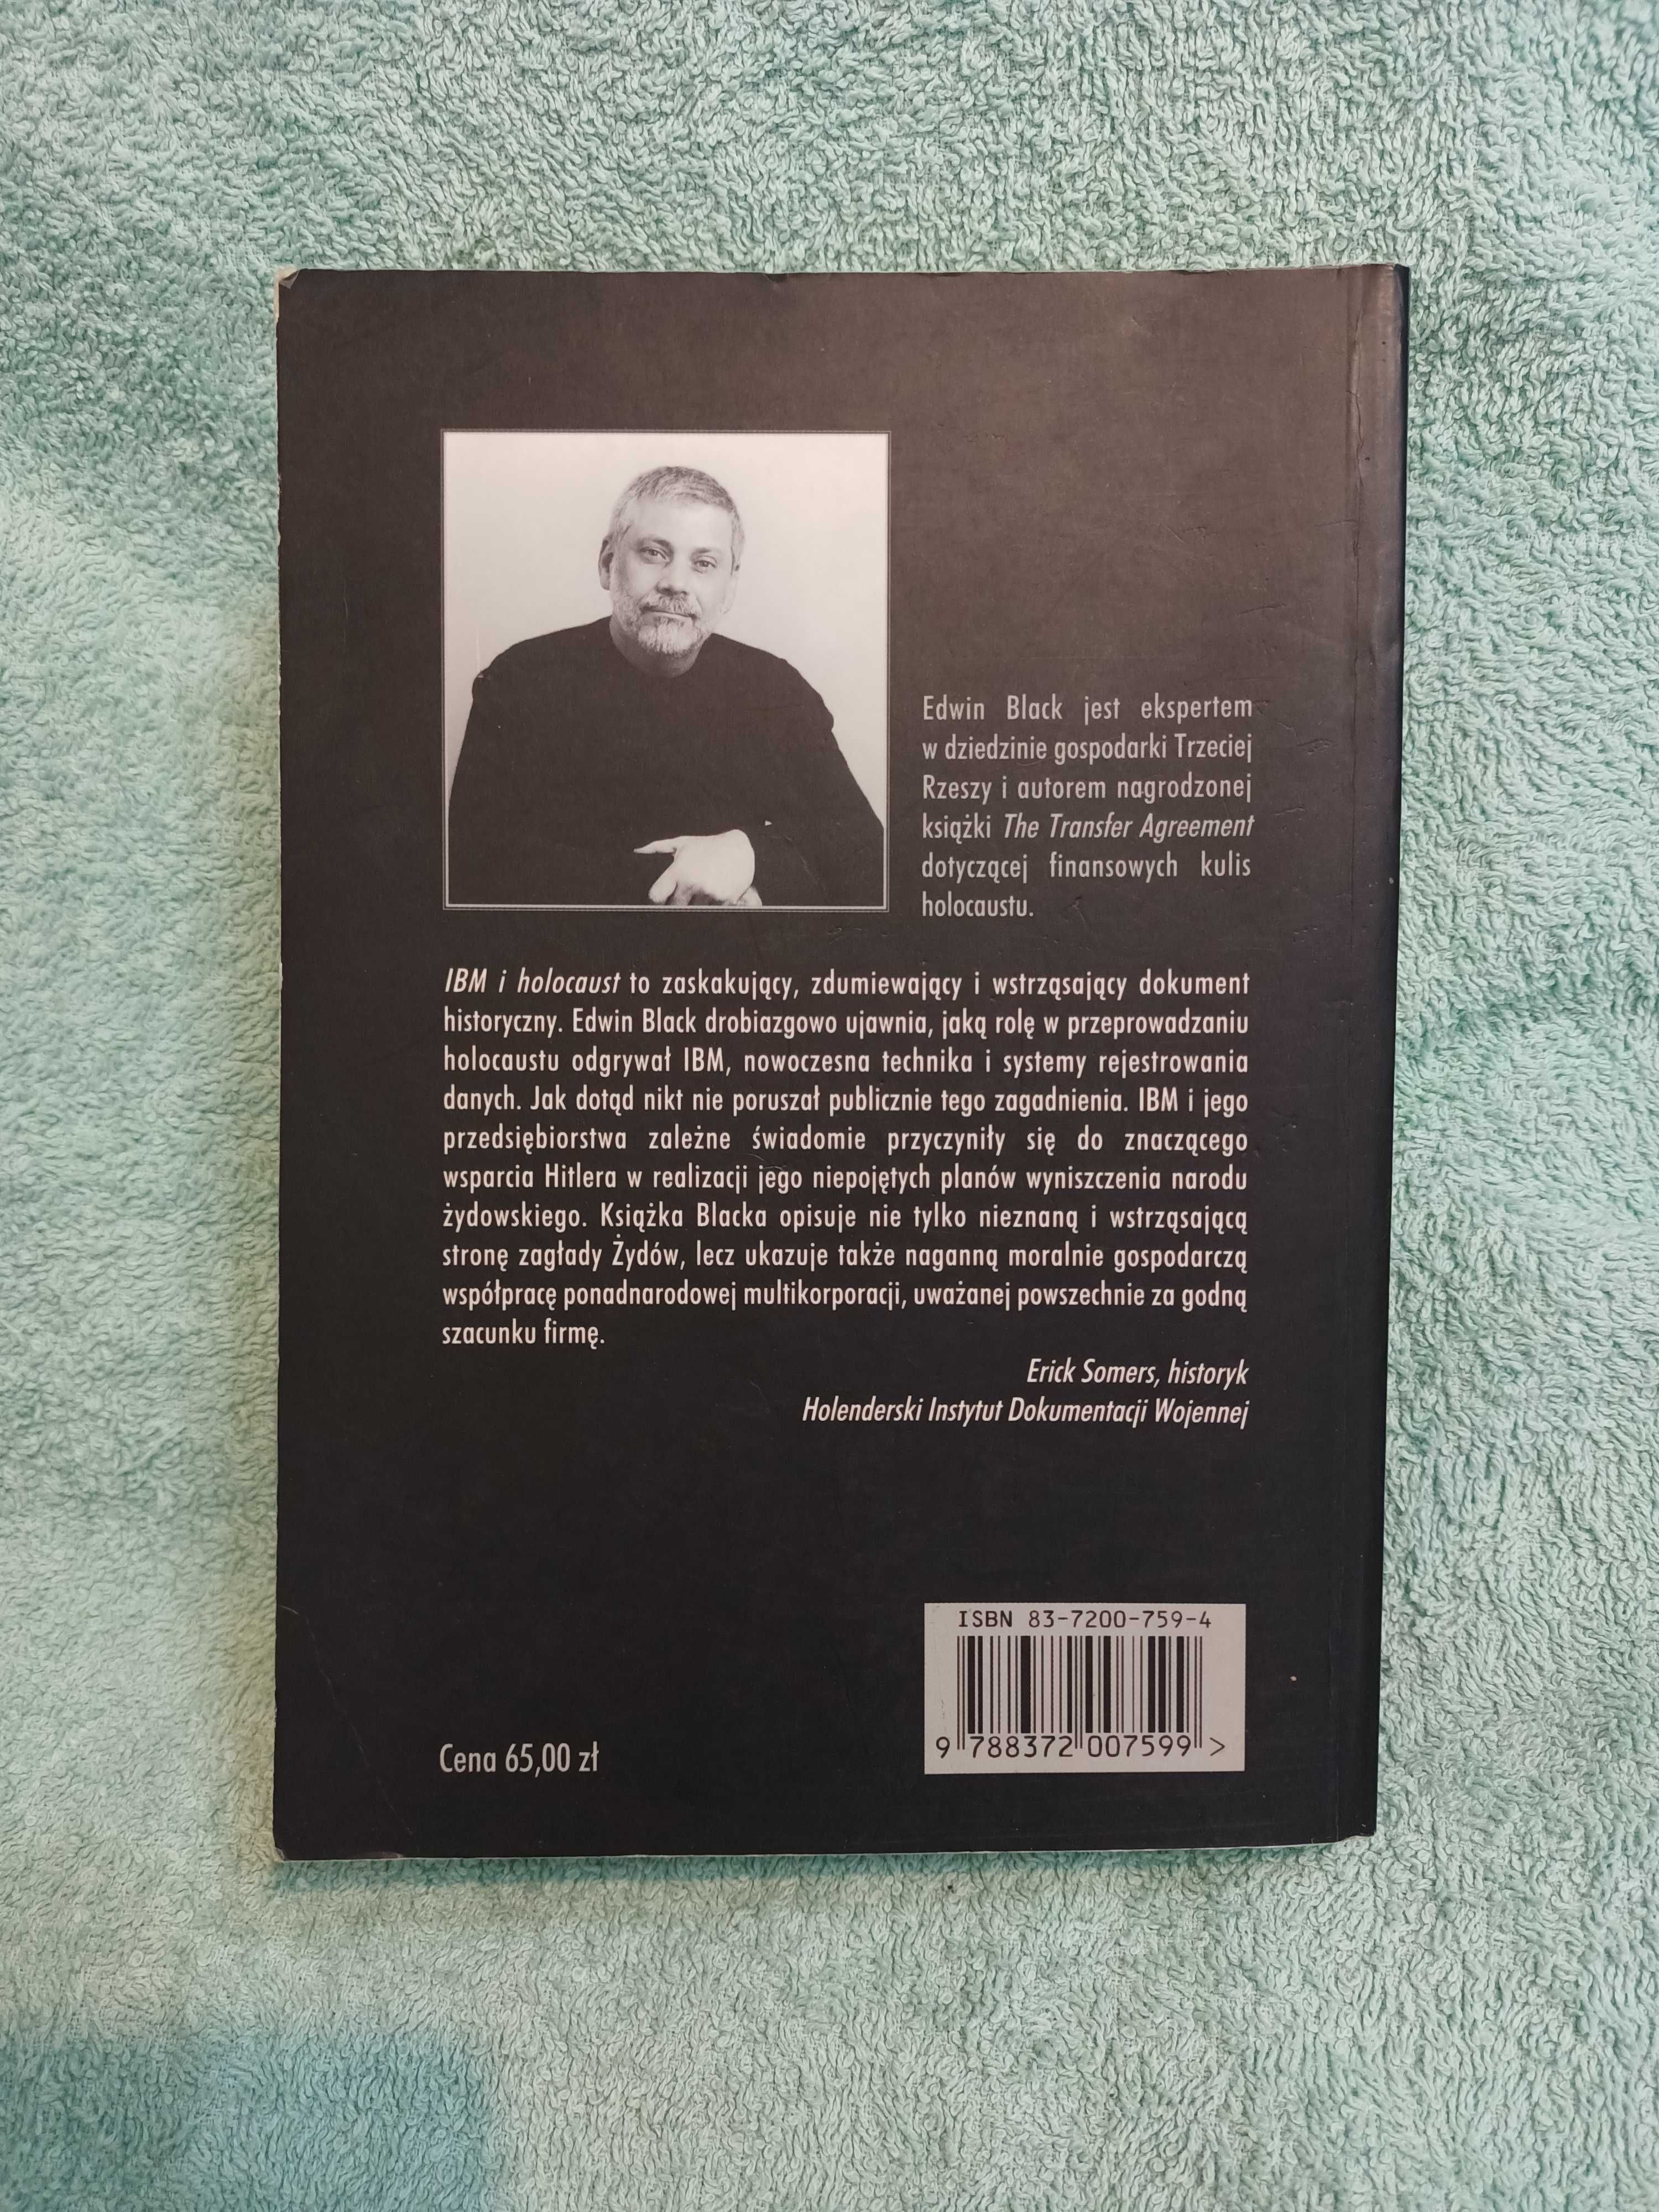 Edwin Black jest ekspertem
w dziedzinie gospodarki Trzeciej
Rzeszy i autorem nagrodzonej
książki The Transfer Agreement
dotyczącej finansowych kulis
holocaustu.
IBM i holocaust to zaskakujący, zdumiewający i wstrząsający dokument
historyczny. Edwin Black drobiazgowo ujawnia, jaką rolę w przeprowadzaniu
holocaustu odgrywał IBM, nowoczesna technika i systemy rejestrowania
danych. Jak dotąd nikt nie poruszał publicznie tego zagadnienia. IBM i jego
przedsiębiorstwa zależne świadomie przyczyniły się do znaczącego
wsparcia Hitlera w realizacji jego niepojętych planów wyniszczenia narodu
żydowskiego. Książka Blacka opisuje nie tylko nieznaną i wstrząsającą
stronę zagłady Żydów, lecz ukazuje także naganną moralnie gospodarczą
współpracę ponadnarodowej multikorporacji, uważanej powszechnie za godną
szacunku firmę.
Erick Somers, historyk
Holenderski Instytut Dokumentacji Wojennej
ISBN 83-7200-759-4
9 788372 007599 >
Cena 65,00 zł